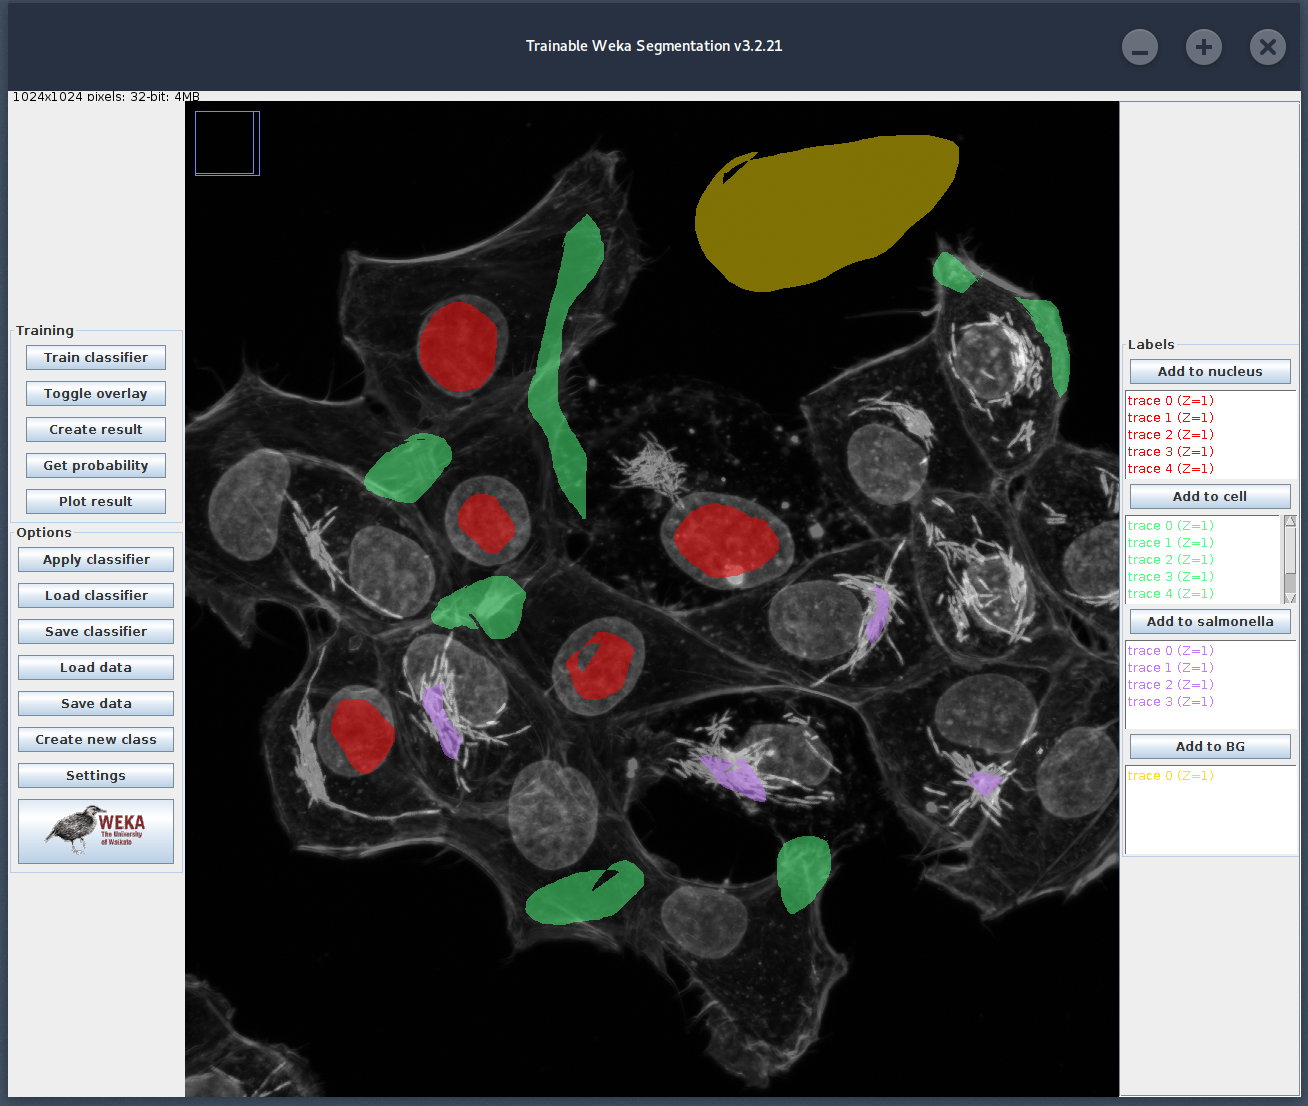 Trainable Weka Segmentation v3.2.21
1024x1024 pixels; 32-bit; 4MB
Training
Train classifier
Toggle overlay
Create result
Get probability
Plot result
Options
Apply classifier
Load classifier
Save classifier
Load data
Save data
Create new class
Settings
WEKA
The University
of Waikato
Labels
Add to nucleus
trace 0 (Z=1)
trace 1 (Z=1)
trace 2 (Z=1)
trace 3 (Z=1)
trace 4 (Z=1)
Add to cell
trace 0 (Z=1)
trace 1 (Z=1)
trace 2 (Z=1)
trace 3 (Z=1)
trace 4 (Z=1)
Add to salmonella
trace 0 (Z=1)
trace 1 (Z=1)
trace 2 (Z=1)
trace 3 (Z=1)
Add to BG
trace 0 (Z=1)